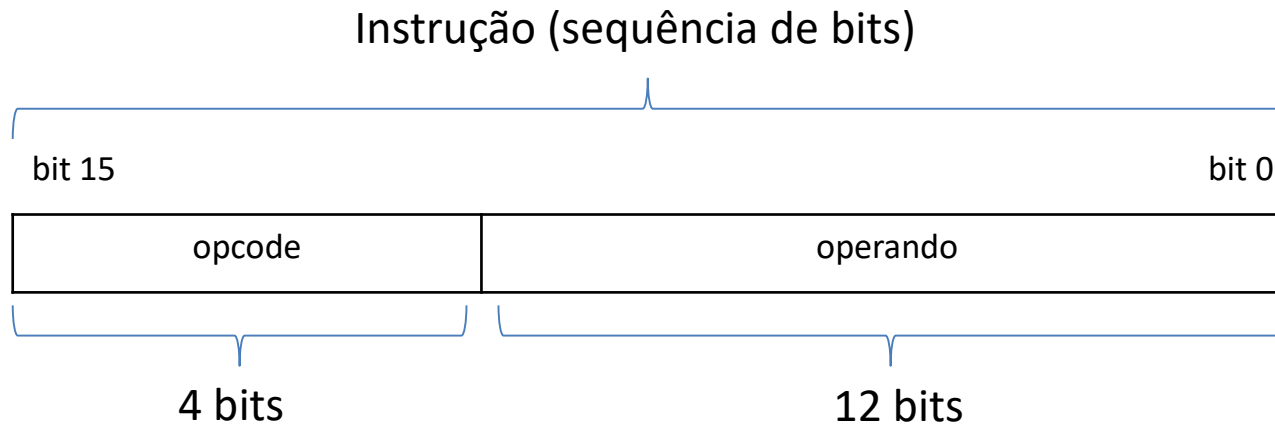 Instrução (sequência de bits)
bit 15 bit 0
opcode operando
4 bits 12 bits